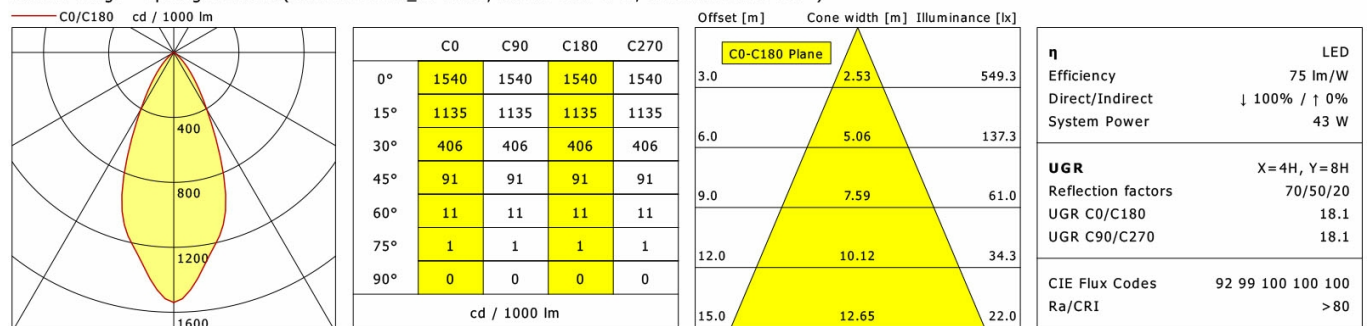 C0/C180 cd / 1000 lm
400
800
1200
1600
C0 C90 C180 C270
0° 1540 1540 1540 1540
15° 1135 1135 1135 1135
30° 406 406 406 406
45° 91 91 91 91
60° 11 11 11 11
75° 1 1 1 1
90° 0 0 0 0
cd / 1000 lm
Offset [m] Cone width [m] Illuminance [lx]
C0-C180 Plane
3.0 2.53 549.3
6.0 5.06 137.3
9.0 7.59 61.0
12.0 10.12 34.3
15.0 12.65 22.0
η LED
Efficiency 75 lm/W
Direct/Indirect ↓ 100% / ↑ 0%
System Power 43 W
UGR X=4H, Y=8H
Reflection factors 70/50/20
UGR C0/C180 18.1
UGR C90/C270 18.1
CIE Flux Codes 92 99 100 100 100
Ra/CRI >80